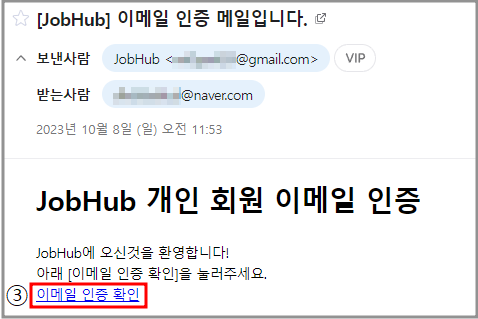 [JobHub] 이메일 인증 메일입니다.
보낸사람 JobHub < @gmail.com> VIP
받는사람 @naver.com
2023년 10월 8일 (일) 오전 11:53
JobHub 개인 회원 이메일 인증
JobHub에 오신것을 환영합니다!
아래 [이메일 인증 확인]을 눌러주세요.
③ 이메일 인증 확인